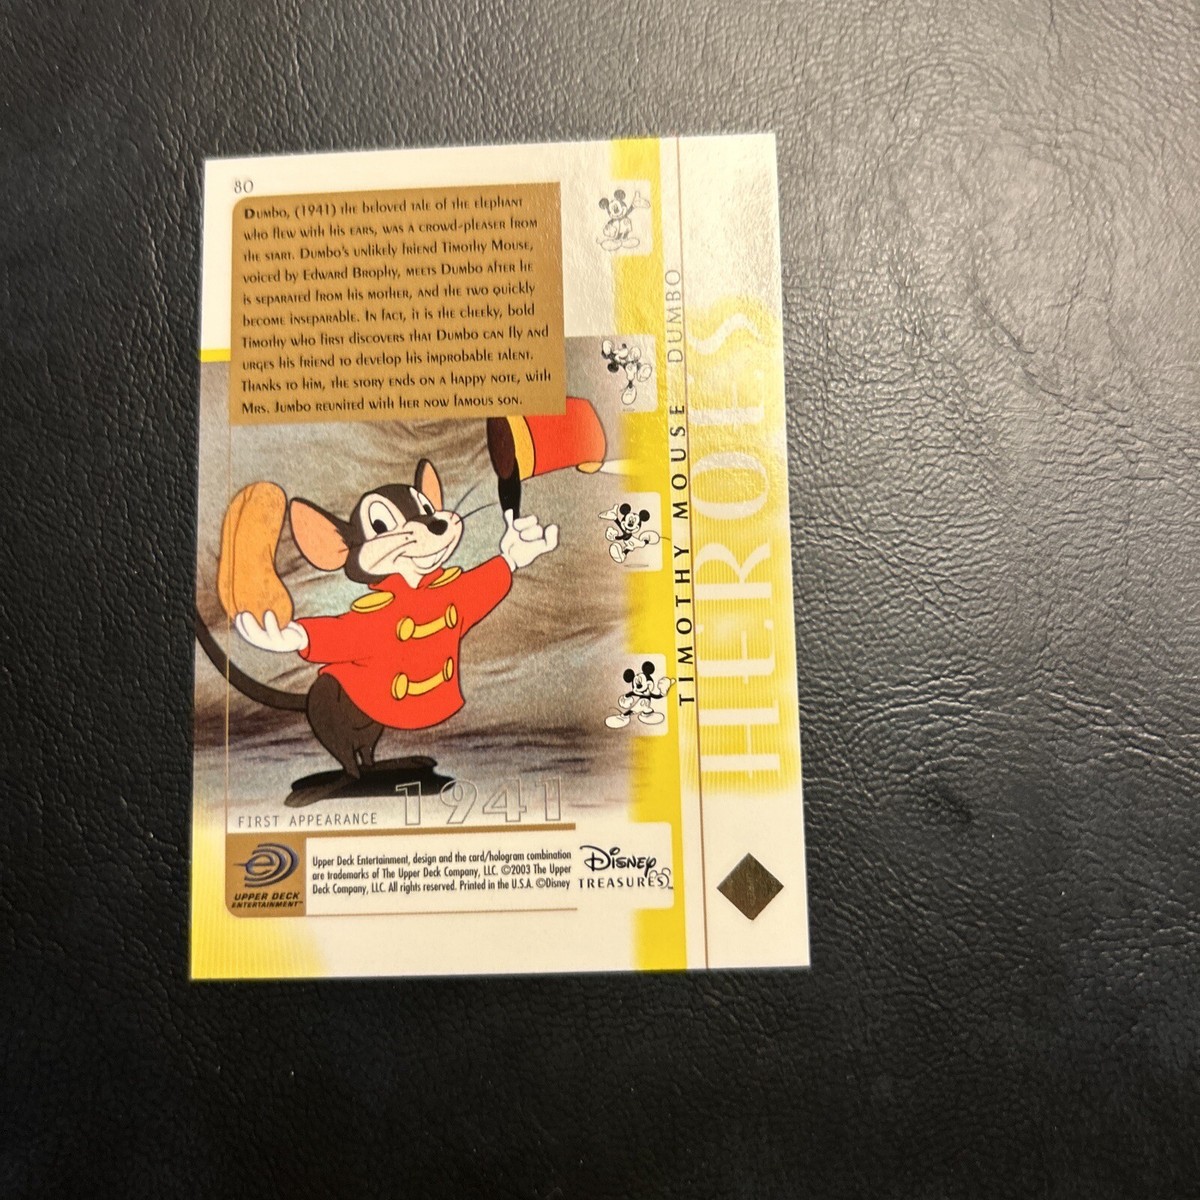 80
Dumbo, (1941) the beloved tale of the elephant
who flew with his ears, was a crowd-pleaser from
the start. Dumbo's unlikely friend Timothy Mouse,
voiced by Edward Brophy, meets Dumbo after he
is separated from his mother, and the two quickly
become inseparable. In fact, it is the cheeky, bold
Timothy who first discovers that Dumbo can fly and
urges his friend to develop his improbable talent.
Thanks to him, the story ends on a happy note, with
Mrs. Jumbo reunited with her now famous son.
TIMOTHY MOUSE DUMBO
HEROES
FIRST APPEARANCE 1941
UPPER DECK
ENTERTAINMENT™
Upper Deck Entertainment, design and the card/hologram combination
are trademarks of The Upper Deck Company, LLC. ©2003 The Upper
Deck Company, LLC. All rights reserved. Printed in the U.S.A. ©Disney
Disney
TREASURES